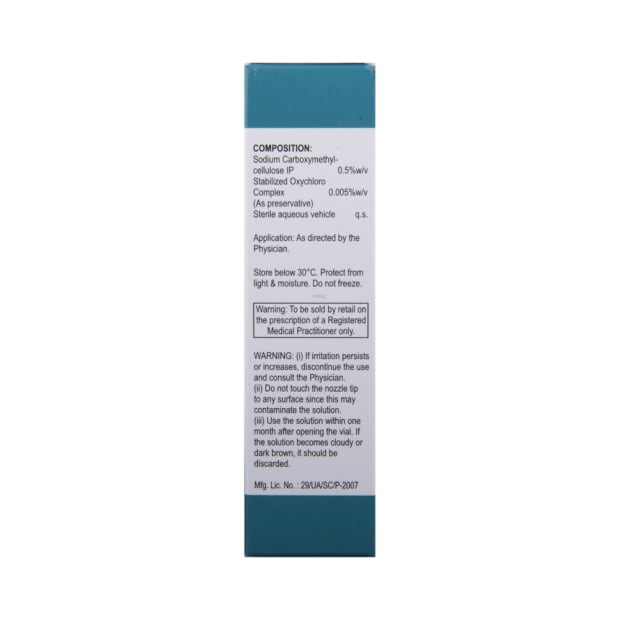 COMPOSITION:
Sodium Carboxymethyl-
cellulose IP 0.5%w/v
Stabilized Oxychloro
Complex 0.005%w/v
(As preservative)
Sterile aqueous vehicle q.s.
Application: As directed by the
Physician.
Store below 30°C. Protect from
light & moisture. Do not freeze.
Warning: To be sold by retail on
the prescription of a Registered
Medical Practitioner only.
WARNING: (i) If irritation persists
or increases, discontinue the use
and consult the Physician.
(ii) Do not touch the nozzle tip
to any surface since this may
contaminate the solution.
(iii) Use the solution within one
month after opening the vial. If
the solution becomes cloudy or
dark brown, it should be
discarded.
Mfg. Lic. No. : 29/UA/SC/P-2007